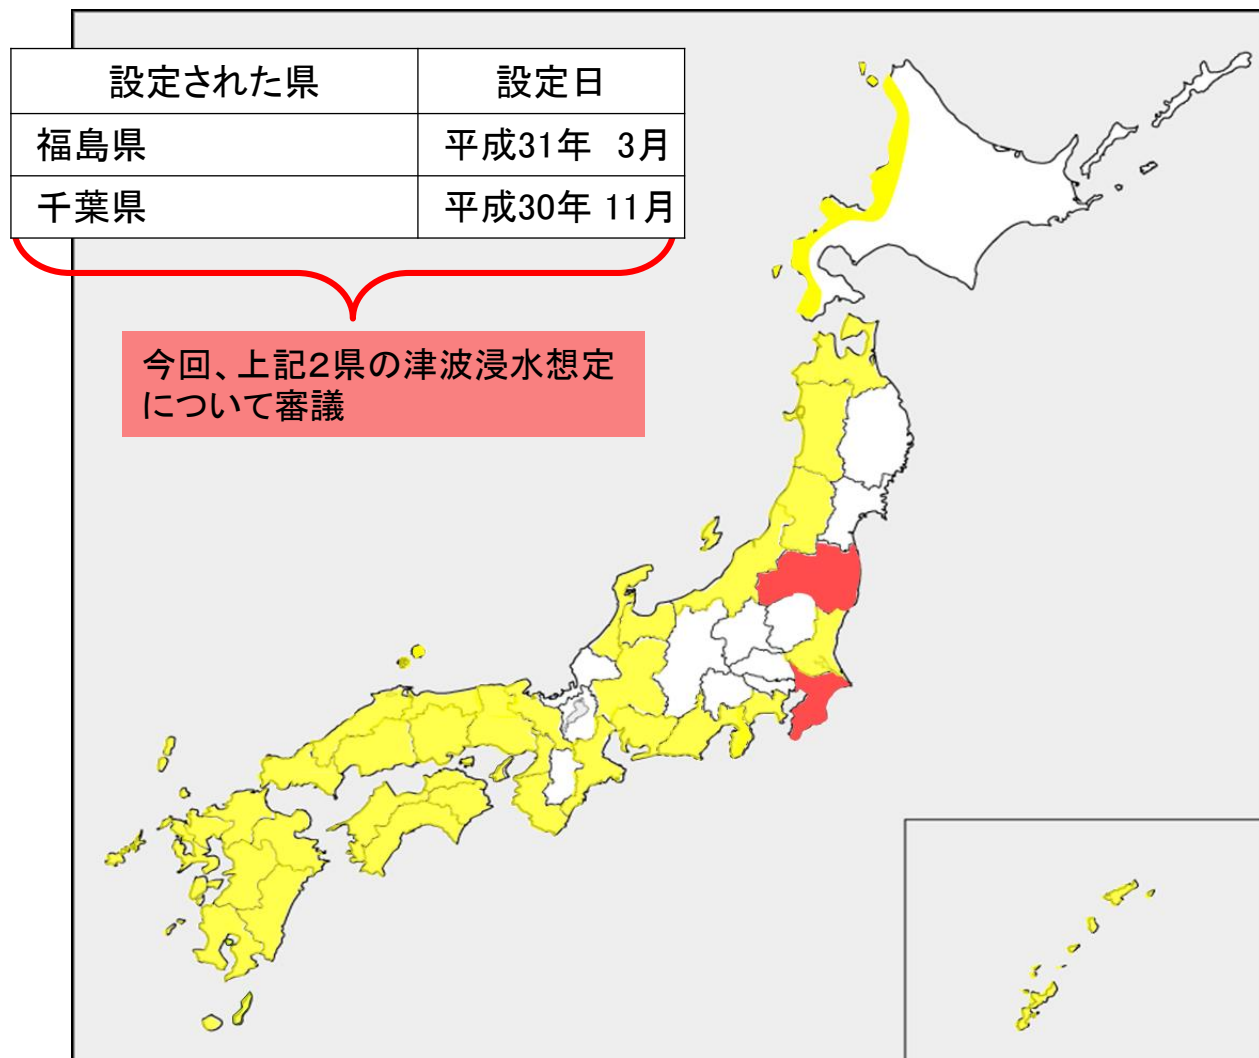 設定された県 設定日
福島県 平成31年 3月
千葉県 平成30年 11月
今回、上記２県の津波浸水想定
について審議